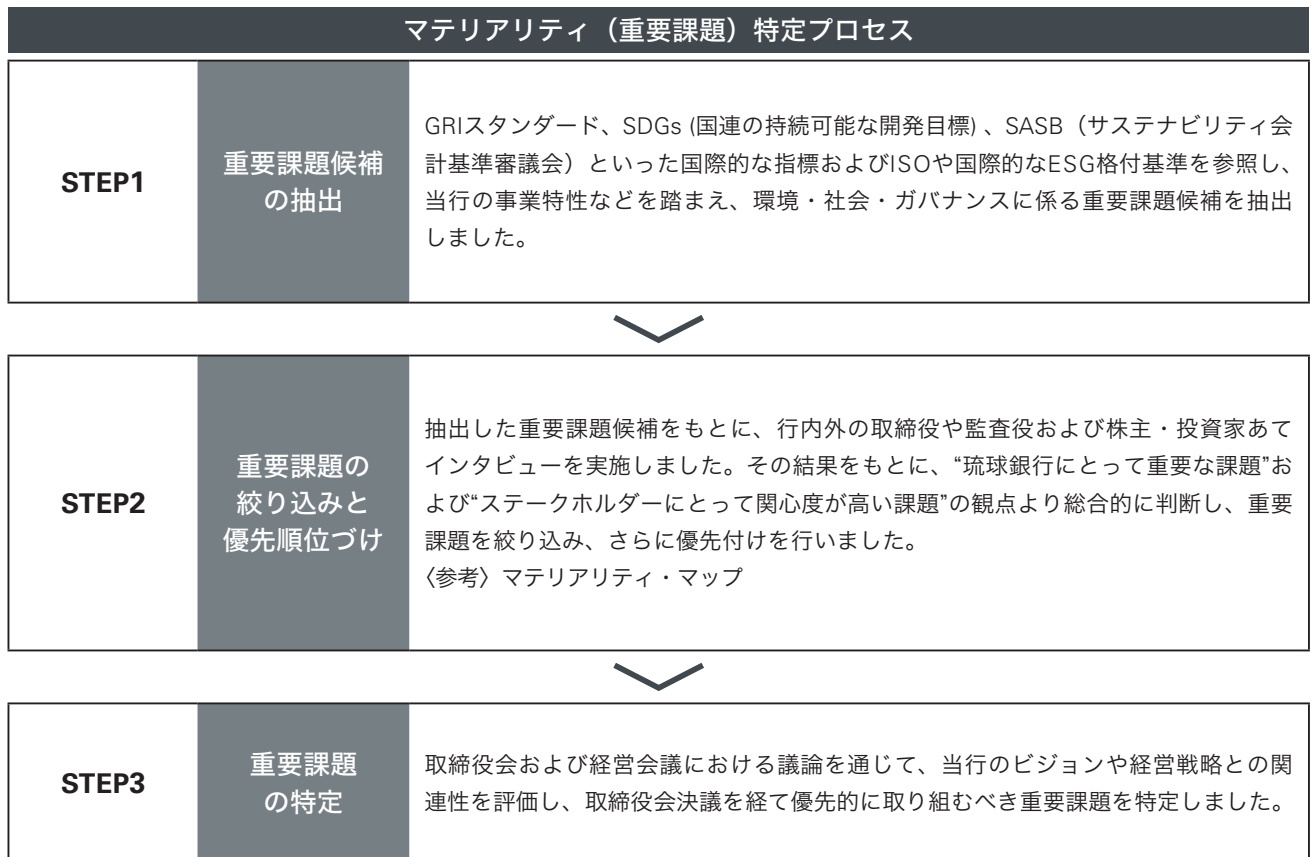 マテリアリティ（重要課題）特定プロセス
STEP1
重要課題候補
の抽出
GRIスタンダード、SDGs (国連の持続可能な開発目標) 、SASB（サステナビリティ会
計基準審議会）といった国際的な指標およびISOや国際的なESG格付基準を参照し、
当行の事業特性などを踏まえ、環境・社会・ガバナンスに係る重要課題候補を抽出
しました。
STEP2
重要課題の
絞り込みと
優先順位づけ
抽出した重要課題候補をもとに、行内外の取締役や監査役および株主・投資家あて
インタビューを実施しました。その結果をもとに、“琉球銀行にとって重要な課題”お
よび“ステークホルダーにとって関心度が高い課題”の観点より総合的に判断し、重要
課題を絞り込み、さらに優先付けを行いました。
〈参考〉マテリアリティ・マップ
STEP3
重要課題
の特定
取締役会および経営会議における議論を通じて、当行のビジョンや経営戦略との関
連性を評価し、取締役会決議を経て優先的に取り組むべき重要課題を特定しました。